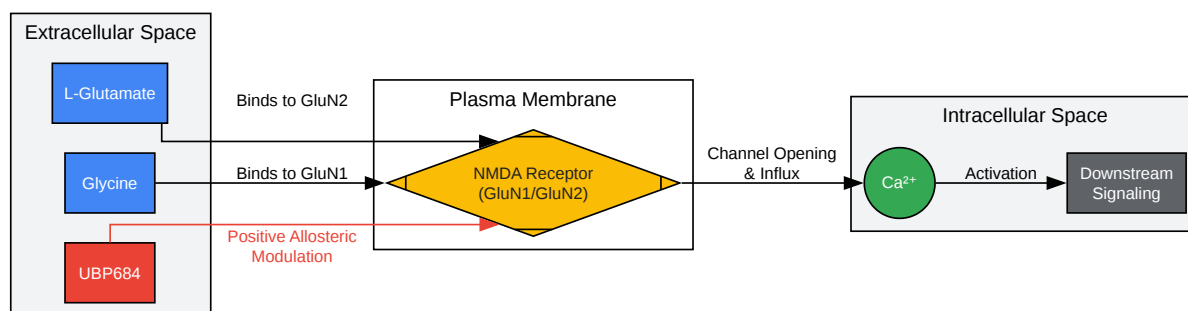 Extracellular Space
L-Glutamate
Binds to GluN2
Glycine
Binds to GluN1
UBP684
Positive Allosteric
Modulation
Plasma Membrane
NMDA Receptor
(GluN1/GluN2)
Channel Opening
& Influx
Intracellular Space
Ca²⁺
Activation
Downstream
Signaling